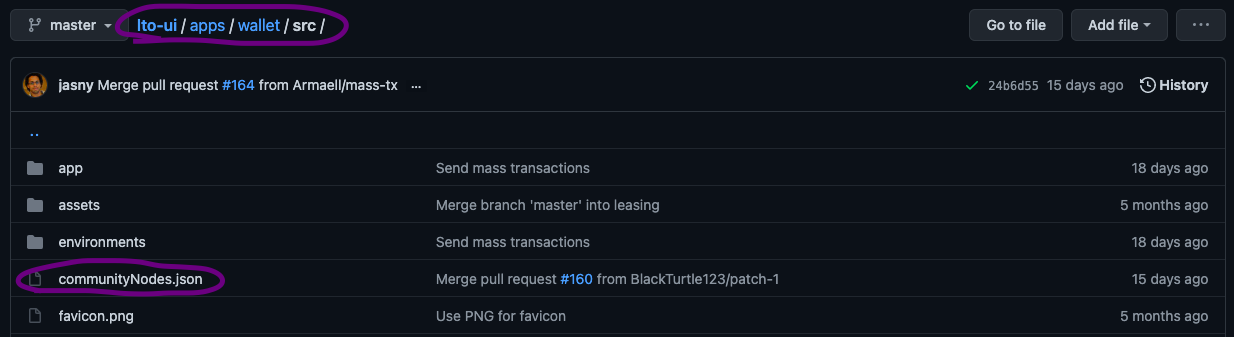 master lto-ui / apps / wallet / src / Go to file Add file ...
jasny Merge pull request #164 from Armaell/mass-tx ... 24b6d55 15 days ago History
..
app Send mass transactions 18 days ago
assets Merge branch 'master' into leasing 5 months ago
environments Send mass transactions 18 days ago
communityNodes.json Merge pull request #160 from BlackTurtle123/patch-1 15 days ago
favicon.png Use PNG for favicon 5 months ago